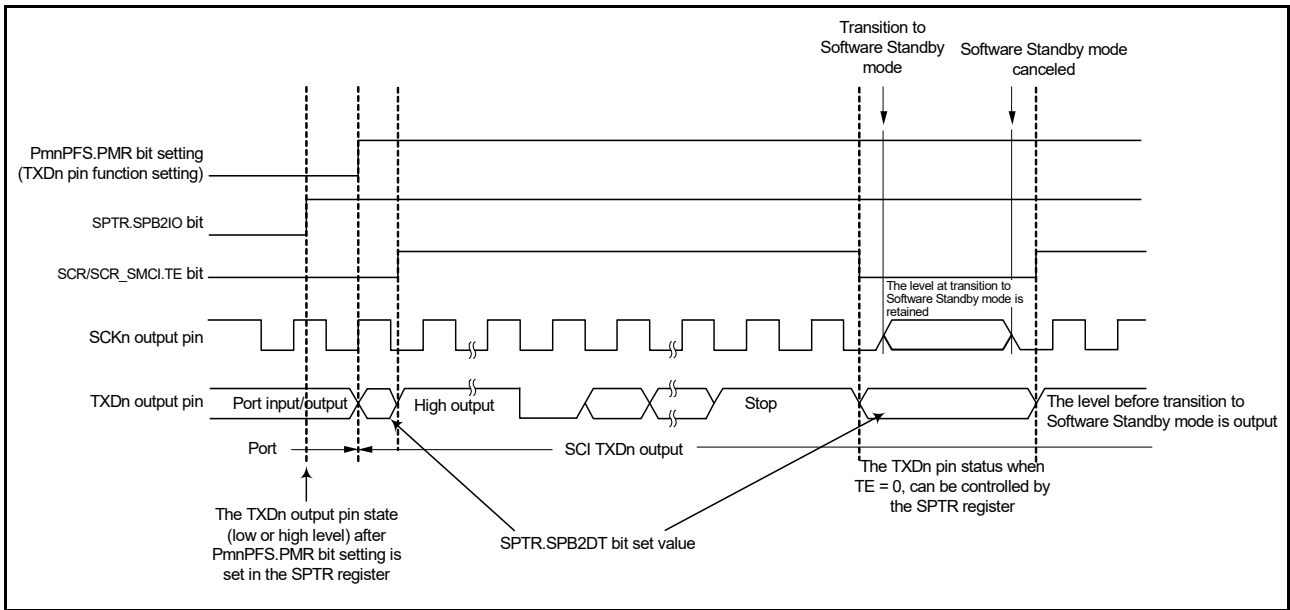 Transition to
Software Standby
mode
Software Standby mode
canceled
PmnPFS.PMR bit setting
(TXDn pin function setting)
SPTR.SPB2IO bit
SCR/SCR_SMCI.TE bit
The level at transition to
Software Standby mode is
retained
SCKn output pin
TXDn output pin
Port input/output
High output
Stop
The level before transition to
Software Standby mode is output
Port
SCI TXDn output
The TXDn pin status when
TE = 0, can be controlled by
the SPTR register
The TXDn output pin state
(low or high level) after
PmnPFS.PMR bit setting is
set in the SPTR register
SPTR.SPB2DT bit set value